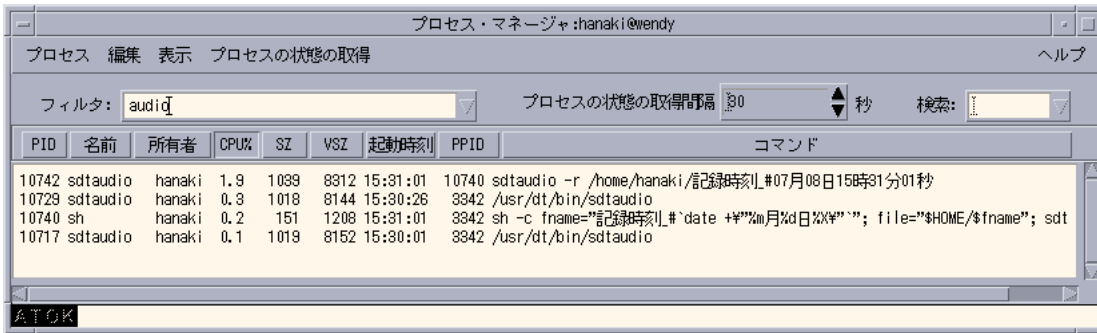 プロセス・マネージャ:hanaki@wendy
プロセス 編集 表示 プロセスの状態の取得 ヘルプ
フィルタ: audio プロセスの状態の取得間隔 30 秒 検索:
PID 名前 所有者 CPU% SZ VSZ 起動時刻 PPID コマンド
10742 sdtaudio hanaki 1.9 1039 8312 15:31:01 10740 sdtaudio -r /home/hanaki/記録時刻_#07月08日15時31分01秒
10729 sdtaudio hanaki 0.3 1018 8144 15:30:26 3342 /usr/dt/bin/sdtaudio
10740 sh hanaki 0.2 151 1208 15:31:01 3342 sh -c fname="記録時刻_#`date +¥"%m月%d日%X¥"`"; file="$HOME/$fname"; sdt
10717 sdtaudio hanaki 0.1 1019 8152 15:30:01 3342 /usr/dt/bin/sdtaudio
ATOK